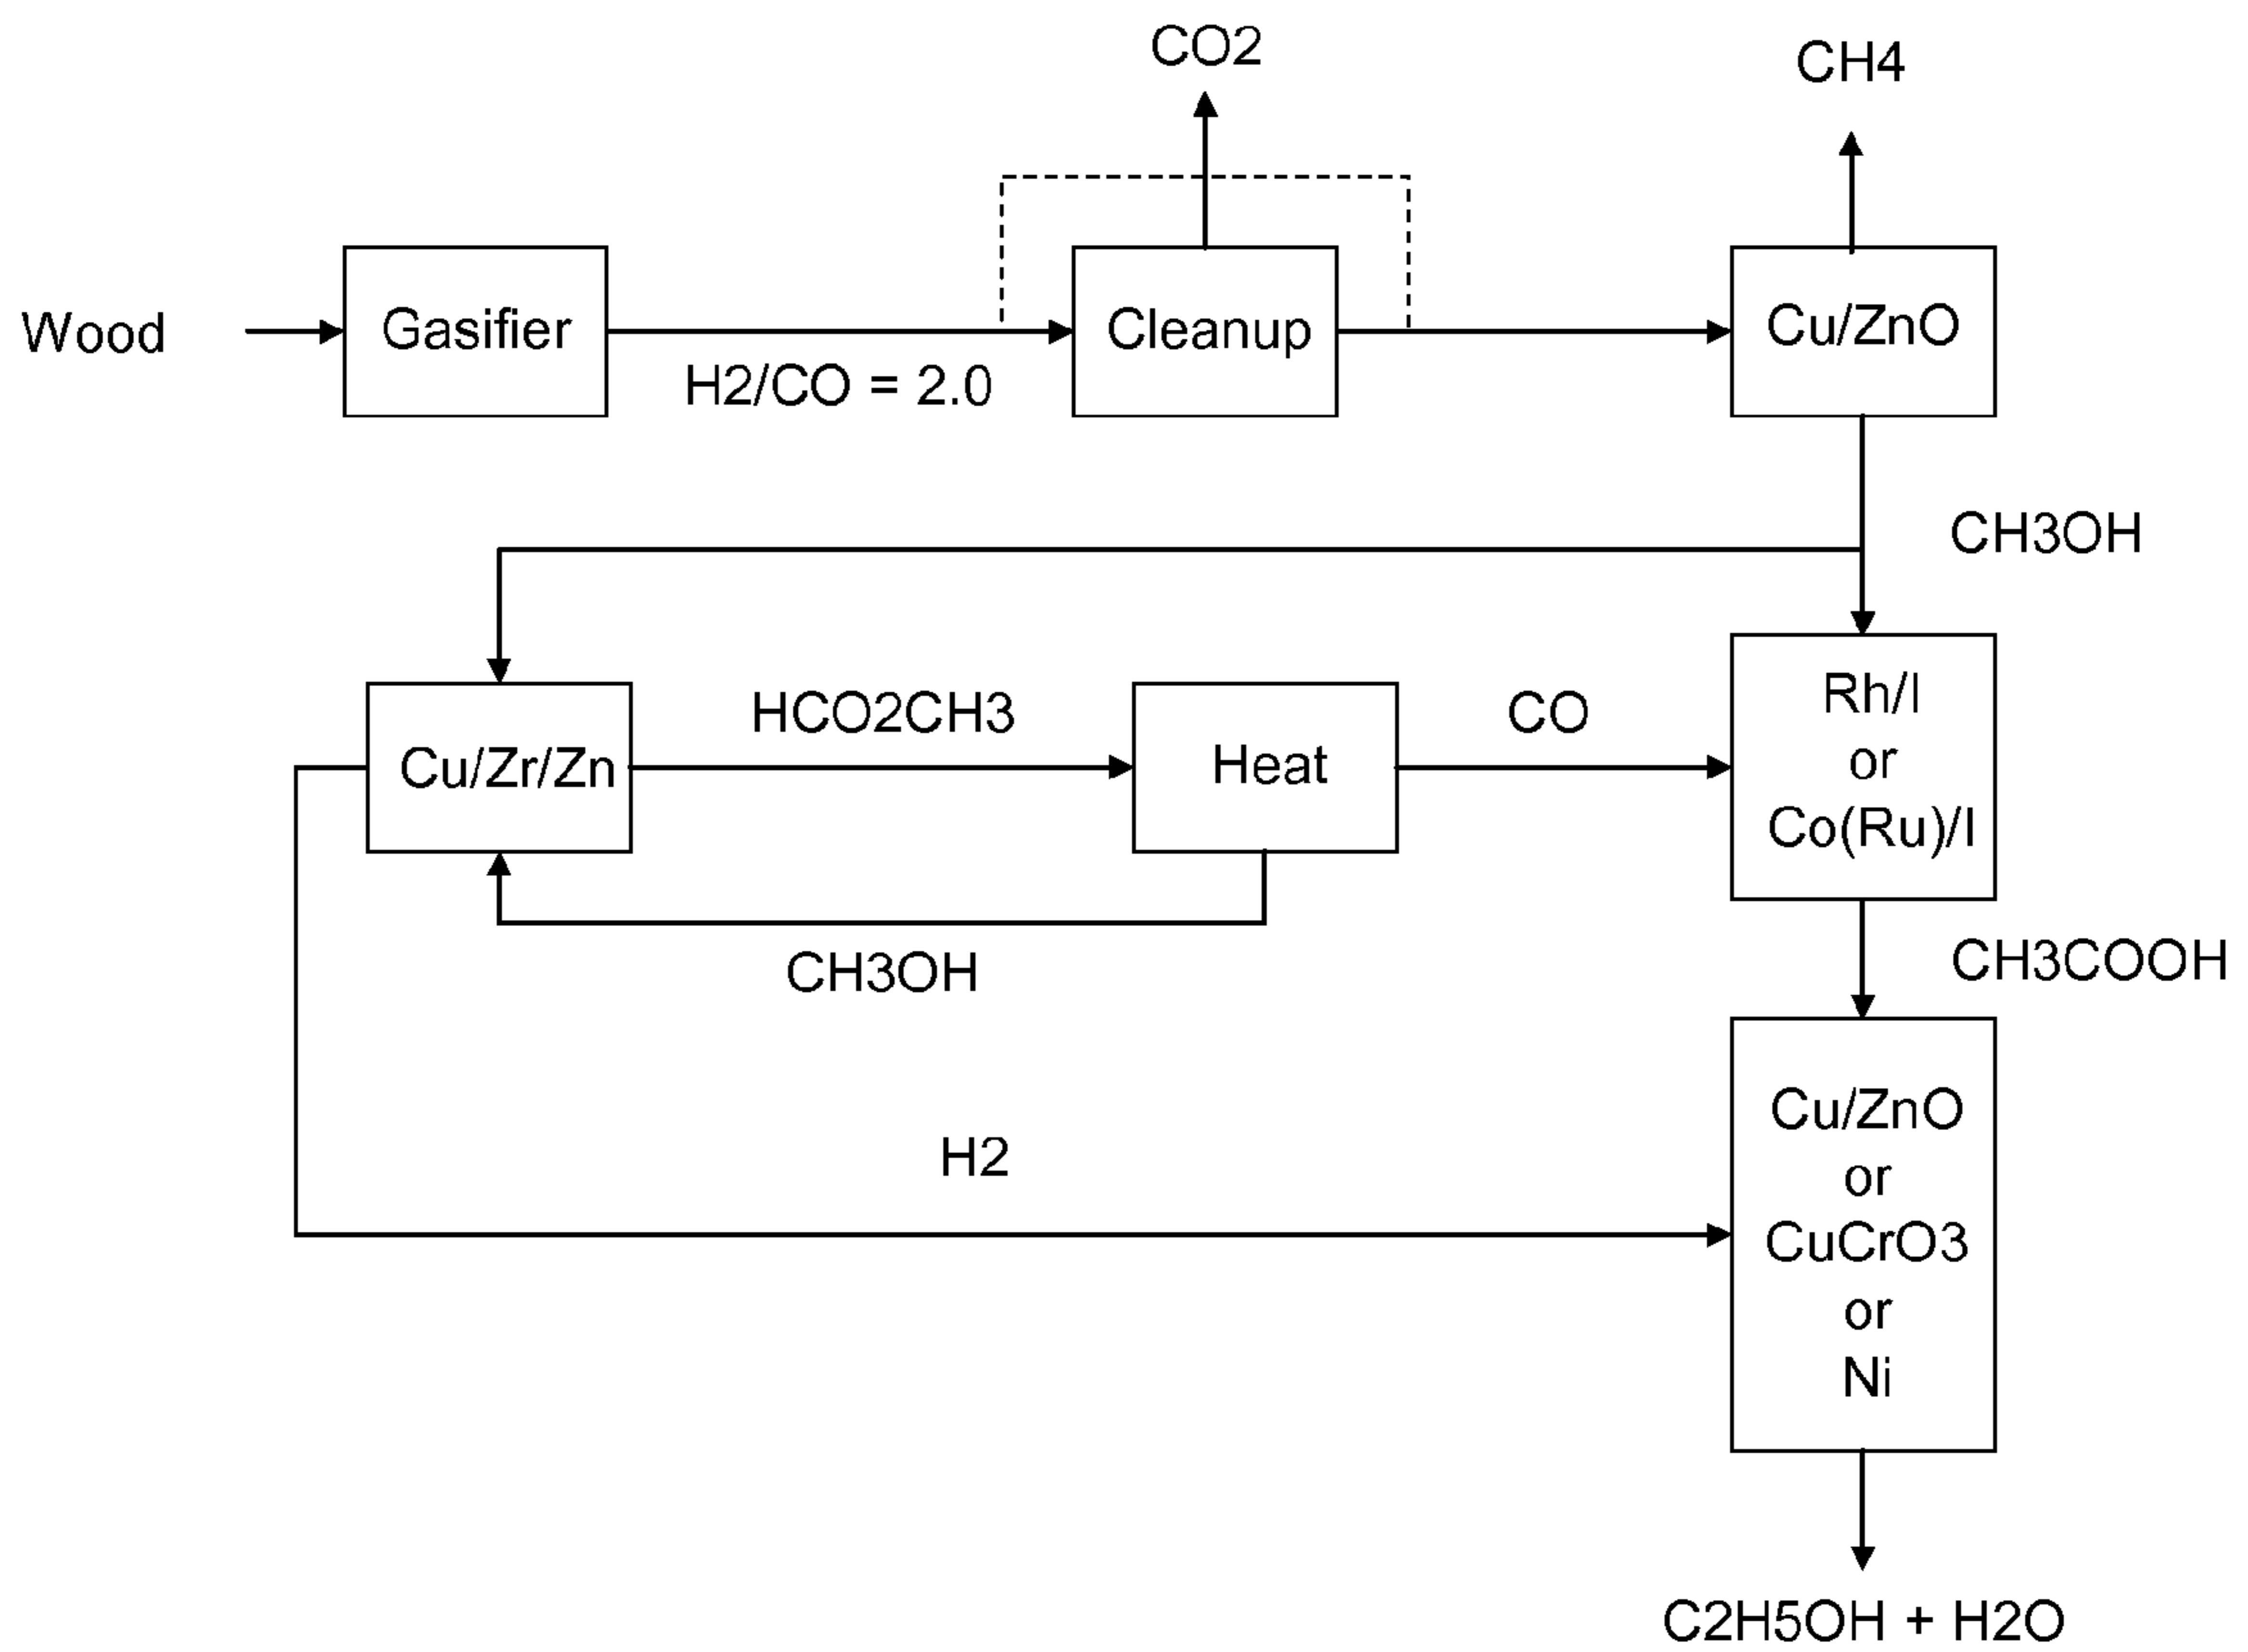 CO2
CH4
Wood
Gasifier
H2/CO = 2.0
Cleanup
Cu/ZnO
CH3OH
Cu/Zr/Zn
HCO2CH3
Heat
CO
Rh/I
or
Co(Ru)/I
CH3OH
CH3COOH
H2
Cu/ZnO
or
CuCrO3
or
Ni
C2H5OH + H2O